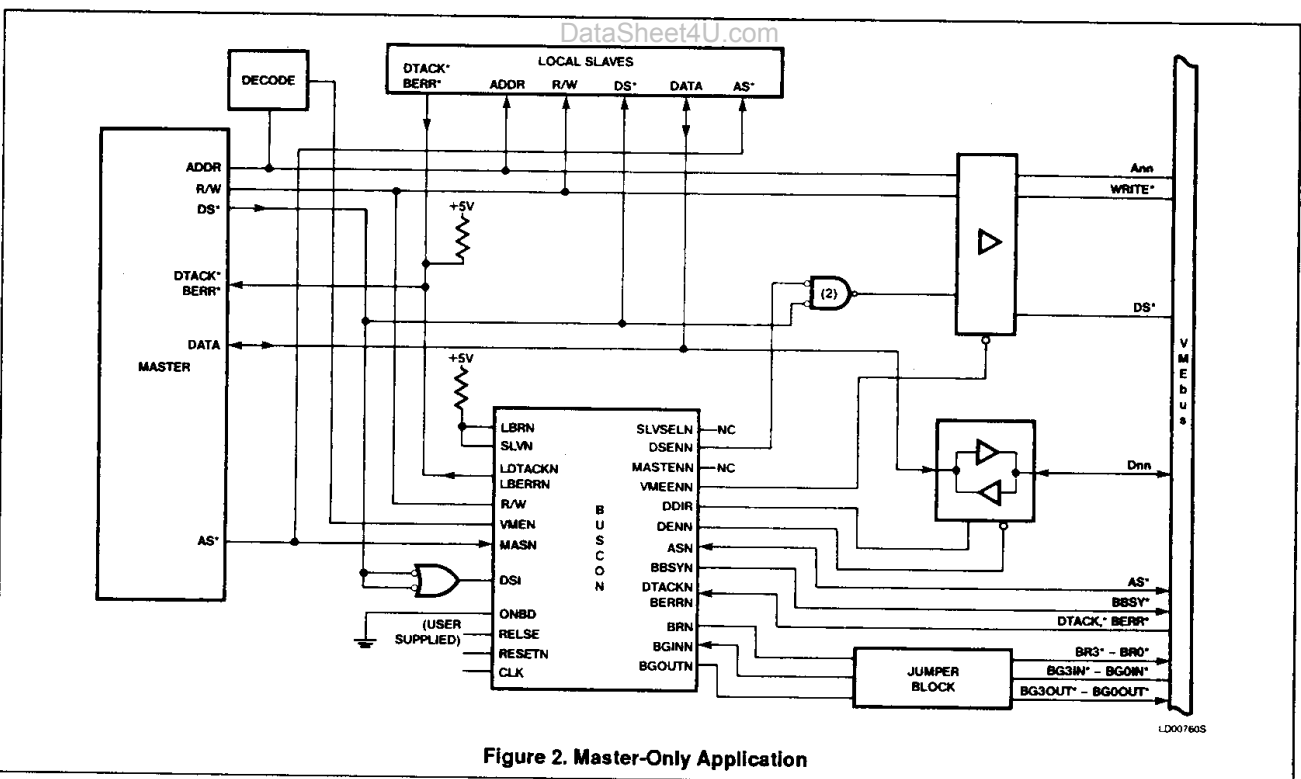 DataSheet4U.com
DECODE
LOCAL SLAVES
DTACK*
BERR*
ADDR
R/W
DS*
DATA
AS*
ADDR
R/W
DS*
DTACK*
BERR*
DATA
MASTER
AS*
+5V
+5V
(2)
Ann
WRITE*
DS*
VMEbus
Dnn
AS*
BBSY*
DTACK,* BERR*
BR3* – BR0*
BG3IN* – BG0IN*
BG3OUT* – BG0OUT*
LBRN
SLVN
LDTACKN
LBERRN
R/W
VMEN
MASN
DSI
ONBD
RELSE
RESETN
CLK
(USER
SUPPLIED)
BUSCON
SLVSELN
NC
DSENN
MASTENN
NC
VMEENN
DDIR
DENN
ASN
BBSYN
DTACKN
BERRN
BRN
BGINN
BGOUTN
JUMPER
BLOCK
LD00760S
Figure 2. Master-Only Application